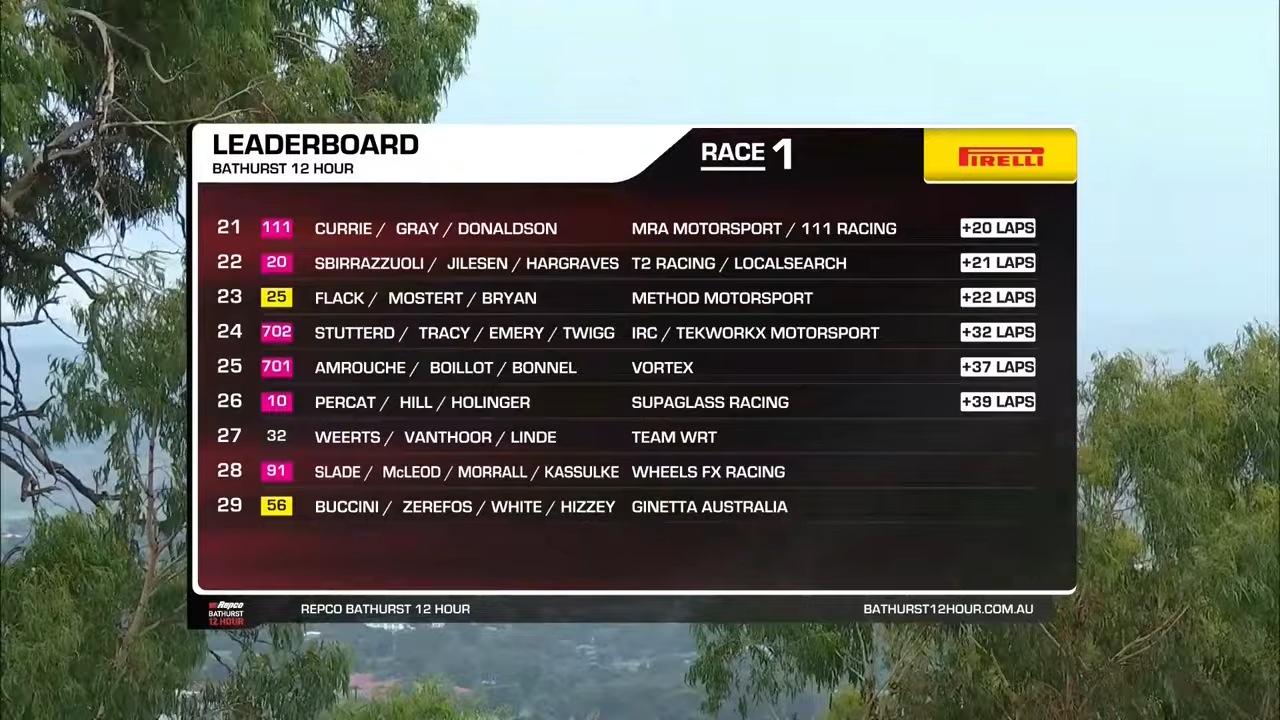 LEADERBOARD
BATHURST 12 HOUR
RACE 1
PIRELLI
21 111 CURRIE / GRAY / DONALDSON MRA MOTORSPORT / 111 RACING +20 LAPS
22 20 SBIRRAZZUOLI / JILESEN / HARGRAVES T2 RACING / LOCALSEARCH +21 LAPS
23 25 FLACK / MOSTERT / BRYAN METHOD MOTORSPORT +22 LAPS
24 702 STUTTERD / TRACY / EMERY / TWIGG IRC / TEKWORKX MOTORSPORT +32 LAPS
25 701 AMROUCHE / BOILLOT / BONNEL VORTEX +37 LAPS
26 10 PERCAT / HILL / HOLINGER SUPAGLASS RACING +39 LAPS
27 32 WEERTS / VANTHOOR / LINDE TEAM WRT
28 91 SLADE / McLEOD / MORRALL / KASSULKE WHEELS FX RACING
29 56 BUCCINI / ZEREFOS / WHITE / HIZZEY GINETTA AUSTRALIA
Repco
BATHURST
12 HOUR
REPCO BATHURST 12 HOUR
BATHURST12HOUR.COM.AU